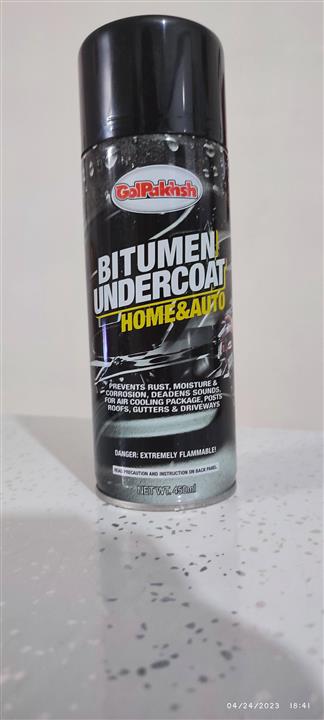 GolPakhsh
BITUMEN
UNDERCOAT
HOME&AUTO
PREVENTS RUST, MOISTURE &
CORROSION, DEADENS SOUNDS,
FOR AIR COOLING PACKAGE, POSTS
ROOFS, GUTTERS & DRIVEWAYS
DANGER: EXTREMELY FLAMMABLE!
READ PRECAUTION AND INSTRUCTION ON BACK PANEL
NET WT. 450ml
04/24/2023 18:41